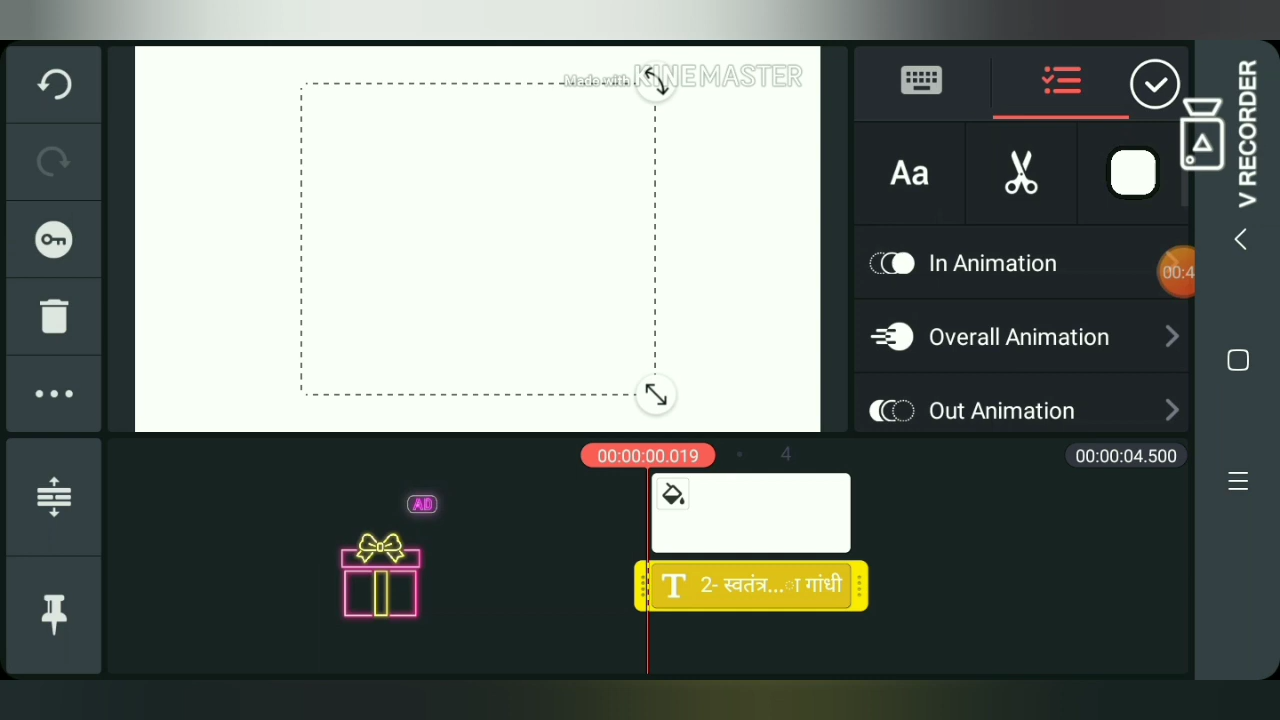 Made with KINEMASTER
V RECORDER
Aa
In Animation
00:4
Overall Animation
Out Animation
00:00:00.019
4
00:00:04.500
AD
T 2- स्वतंत्र...ा गांधी